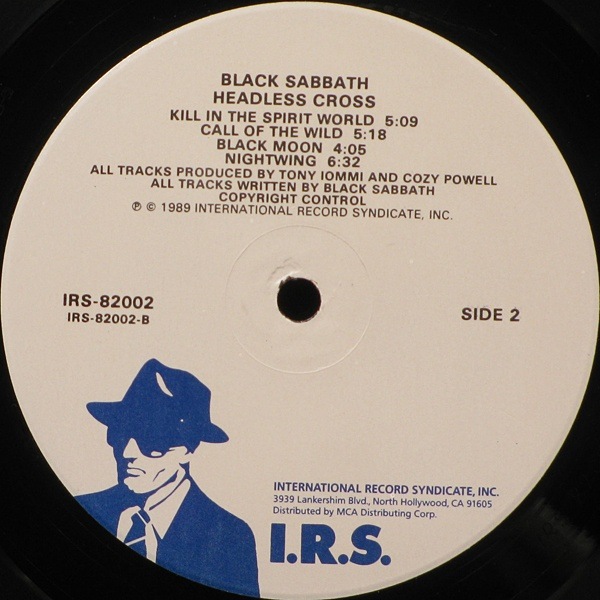 BLACK SABBATH
HEADLESS CROSS
KILL IN THE SPIRIT WORLD 5:09
CALL OF THE WILD 5:18
BLACK MOON 4:05
NIGHTWING 6:32
ALL TRACKS PRODUCED BY TONY IOMMI AND COZY POWELL
ALL TRACKS WRITTEN BY BLACK SABBATH
COPYRIGHT CONTROL
℗ © 1989 INTERNATIONAL RECORD SYNDICATE, INC.
IRS-82002
IRS-82002-B
SIDE 2
INTERNATIONAL RECORD SYNDICATE, INC.
3939 Lankershim Blvd., North Hollywood, CA 91605
Distributed by MCA Distributing Corp.
I.R.S.